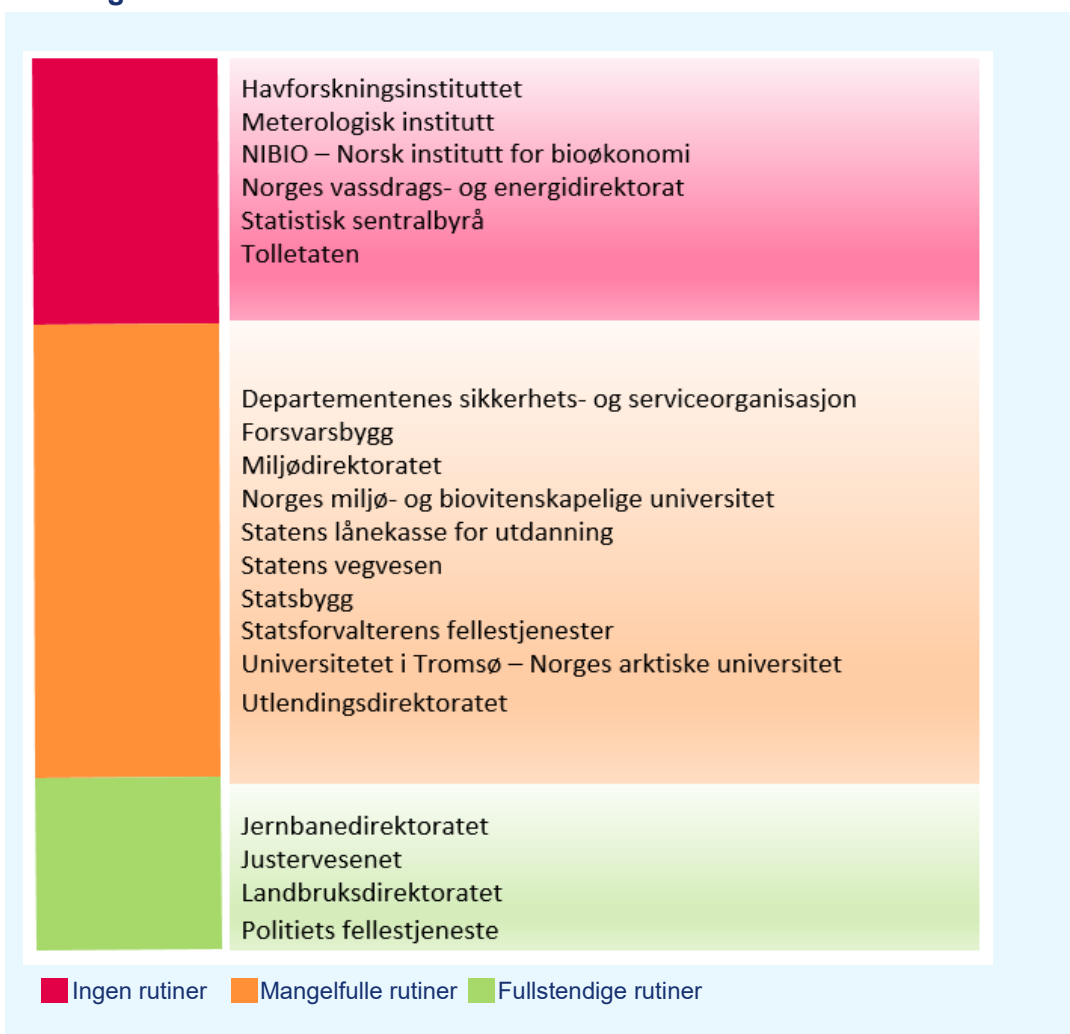 Havforskningsinstituttet
Meterologisk institutt
NIBIO – Norsk institutt for bioøkonomi
Norges vassdrags- og energidirektorat
Statistisk sentralbyrå
Tolletaten
Departementenes sikkerhets- og serviceorganisasjon
Forsvarsbygg
Miljødirektoratet
Norges miljø- og biovitenskapelige universitet
Statens lånekasse for utdanning
Statens vegvesen
Statsbygg
Statsforvalterens fellestjenester
Universitetet i Tromsø – Norges arktiske universitet
Utlendingsdirektoratet
Jernbanedirektoratet
Justervesenet
Landbruksdirektoratet
Politiets fellestjeneste
Ingen rutiner Mangelfulle rutiner Fullstendige rutiner